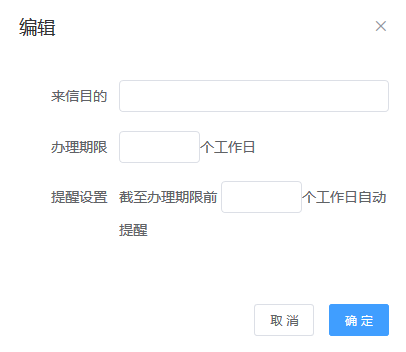 编辑
来信目的
办理期限 个工作日
提醒设置 截至办理期限前 个工作日自动
提醒
取 消 确 定